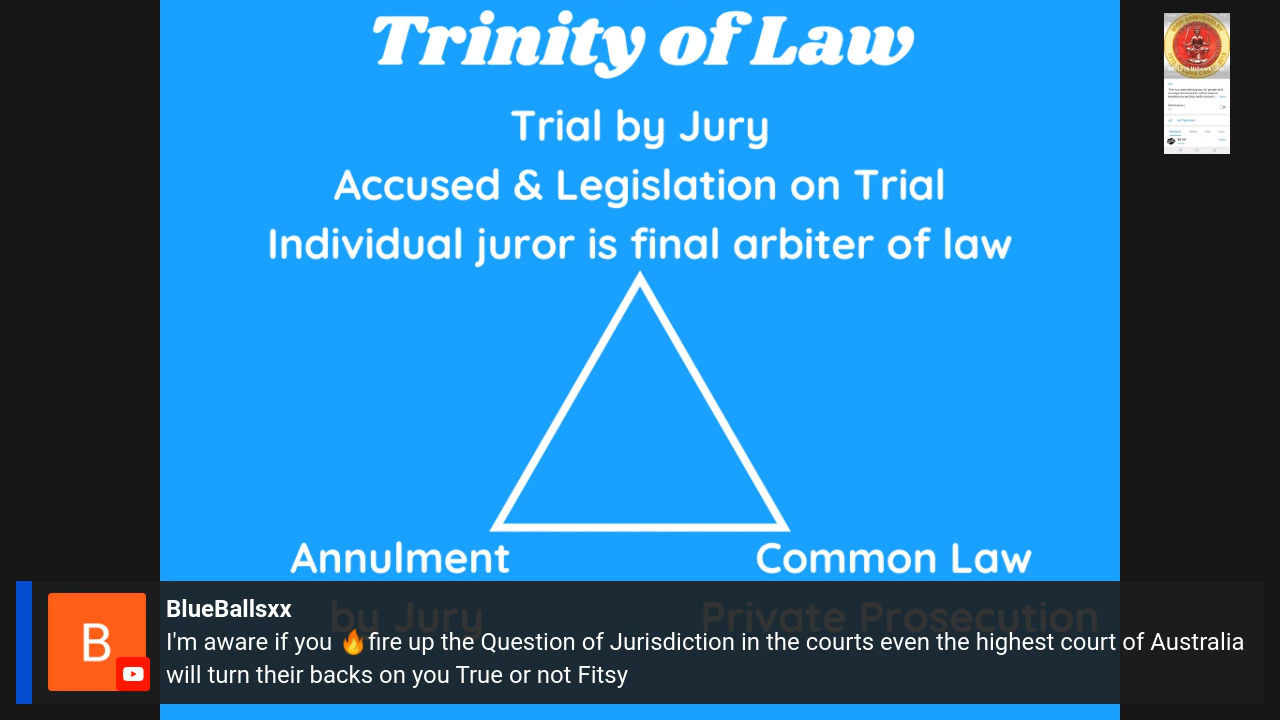 Trinity of Law
Trial by Jury
Accused & Legislation on Trial
Individual juror is final arbiter of law
Annulment
Common Law
by Jury
Private Prosecution
B
BlueBallsxx
I'm aware if you 🔥fire up the Question of Jurisdiction in the courts even the highest court of Australia
will turn their backs on you True or not Fitsy